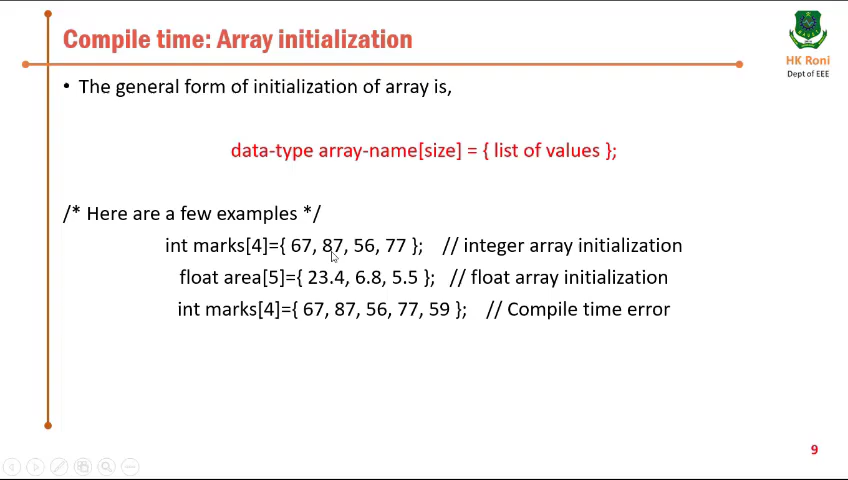 Compile time: Array initialization
HK Roni
Dept of EEE
• The general form of initialization of array is,
data-type array-name[size] = { list of values };
/* Here are a few examples */
int marks[4]={ 67, 87, 56, 77 }; // integer array initialization
float area[5]={ 23.4, 6.8, 5.5 }; // float array initialization
int marks[4]={ 67, 87, 56, 77, 59 }; // Compile time error
9